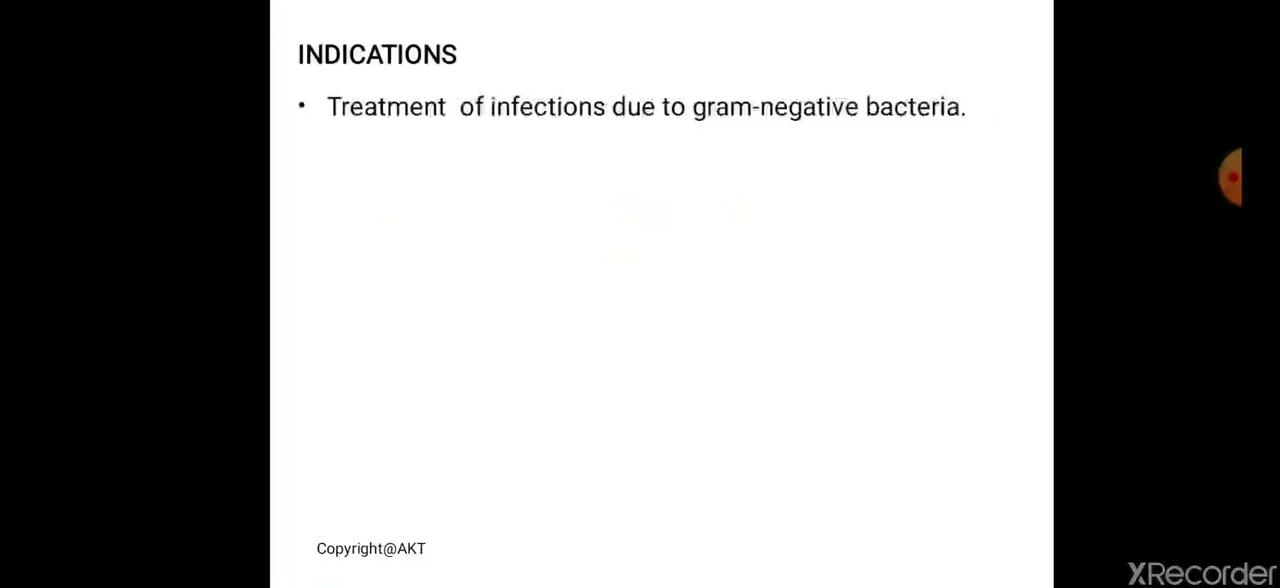 INDICATIONS
• Treatment of infections due to gram-negative bacteria.
Copyright@AKT
XRecorder